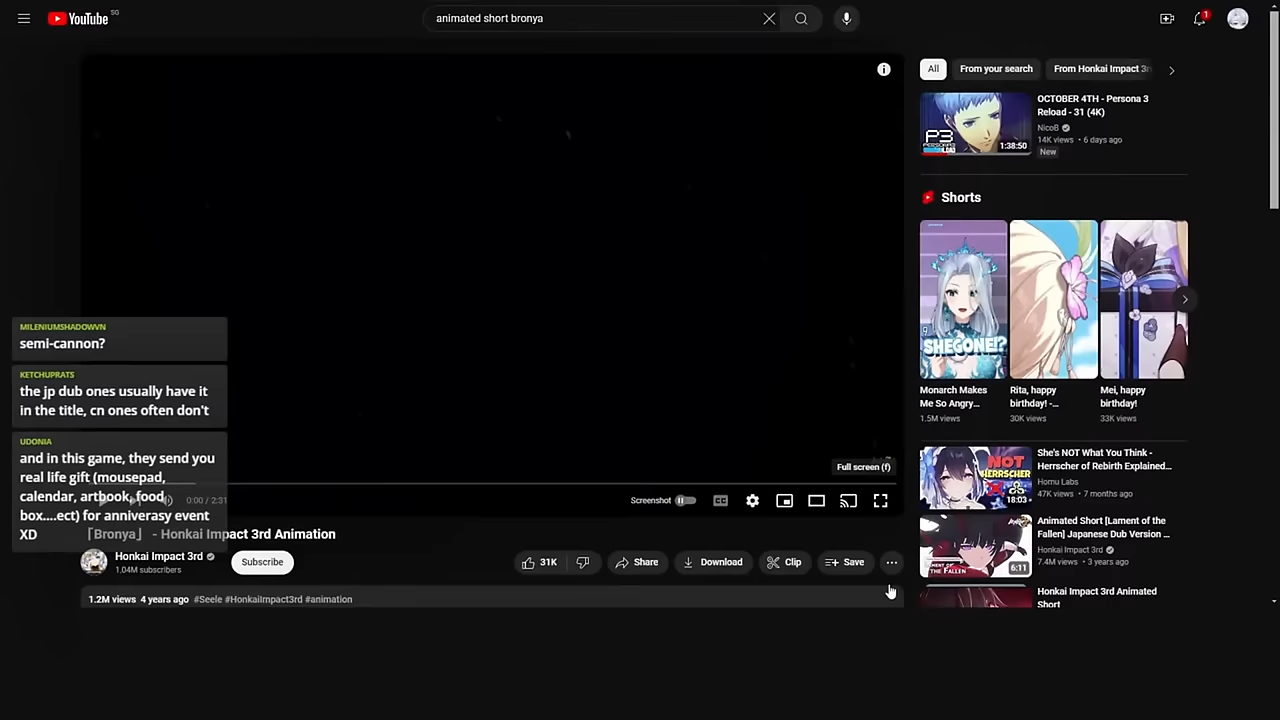 YouTube SG
animated short bronya
1
All
From your search
From Honkai Impact 3r
OCTOBER 4TH - Persona 3
Reload - 31 (4K)
NicoB
14K views • 6 days ago
New
P3
1:38:50
Shorts
SHEGONE!?
Monarch Makes
Me So Angry...
1.5M views
Rita, happy
birthday! -...
30K views
Mei, happy
birthday!
33K views
MILENIUMSHADOWVN
semi-cannon?
KETCHUPRATS
the jp dub ones usually have it
in the title, cn ones often don't
UDONIA
and in this game, they send you
real life gift (mousepad,
calendar, artbook, food,
box....ect) for anniverasy event
XD
0:00 / 2:31
Full screen (f)
Screenshot
CC
「Bronya」 - Honkai Impact 3rd Animation
Honkai Impact 3rd
1.04M subscribers
Subscribe
31K
Share
Download
Clip
Save
1.2M views 4 years ago #Seele #HonkaiImpact3rd #animation
NOT
HERRSCHER
18:03
She's NOT What You Think -
Herrscher of Rebirth Explained...
Homu Labs
47K views • 7 months ago
LAMENT OF THE FALLEN
6:11
Animated Short [Lament of the
Fallen] Japanese Dub Version ...
Honkai Impact 3rd
7.4M views • 3 years ago
Honkai Impact 3rd Animated
Short